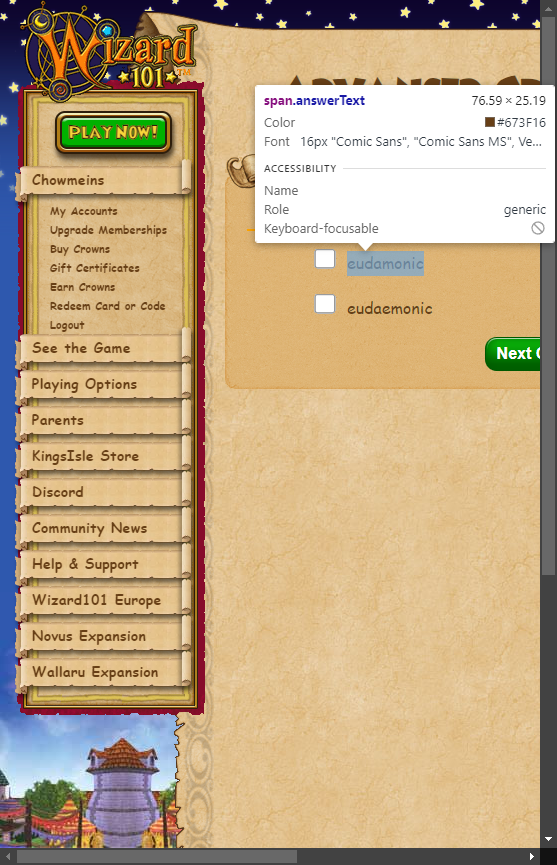 Wizard
101
PLAY NOW!
Chowmeins
My Accounts
Upgrade Memberships
Buy Crowns
Gift Certificates
Earn Crowns
Redeem Card or Code
Logout
See the Game
Playing Options
Parents
KingsIsle Store
Discord
Community News
Help & Support
Wizard101 Europe
Novus Expansion
Wallaru Expansion
span.answerText 76.59 × 25.19
Color #673F16
Font 16px "Comic Sans", "Comic Sans MS", Ve...
ACCESSIBILITY
Name
Role generic
Keyboard-focusable
eudamonic
eudaemonic
Next